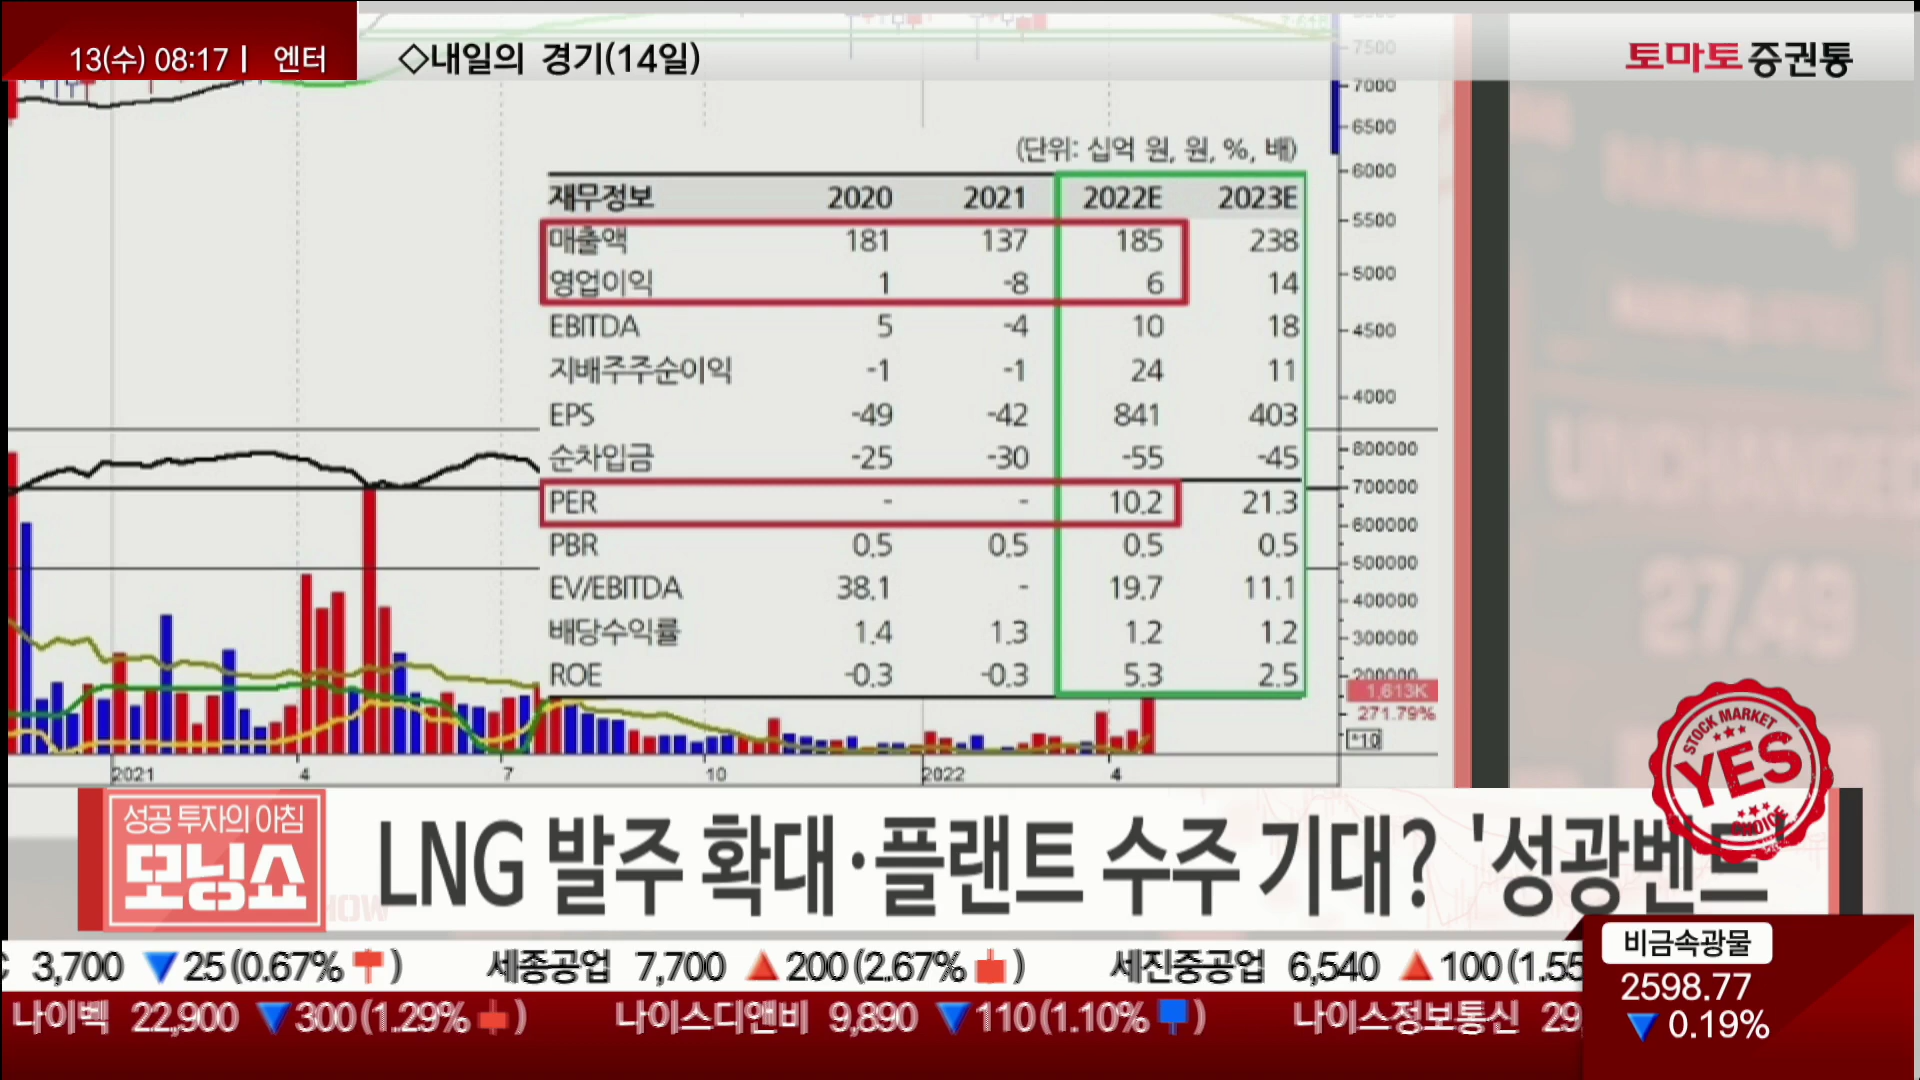 13(수) 08:17 | 엔터
◇내일의 경기(14일)
토마토증권통
7500
7000
6500
6000
5500
5000
4500
4000
800000
700000
600000
500000
400000
300000
200000
1,613K
271.79%
*10
(단위: 십억 원, 원, %, 배)
재무정보 2020 2021 2022E 2023E
매출액 181 137 185 238
영업이익 1 -8 6 14
EBITDA 5 -4 10 18
지배주주순이익 -1 -1 24 11
EPS -49 -42 841 403
순차입금 -25 -30 -55 -45
PER - - 10.2 21.3
PBR 0.5 0.5 0.5 0.5
EV/EBITDA 38.1 - 19.7 11.1
배당수익률 1.4 1.3 1.2 1.2
ROE -0.3 -0.3 5.3 2.5
2021 4 7 10 2022 4
UNCHANGED
27.49
STOCK MARKET
YES
CHOICE
성공 투자의 아침
모닝쇼
LNG 발주 확대·플랜트 수주 기대? '성광벤드'
3,700 ▼25(0.67% ) 세종공업 7,700 ▲200(2.67% ) 세진중공업 6,540 ▲100(1.55
나이벡 22,900 ▼300(1.29% ) 나이스디앤비 9,890 ▼110(1.10% ) 나이스정보통신 29,
비금속광물
2598.77
▼0.19%